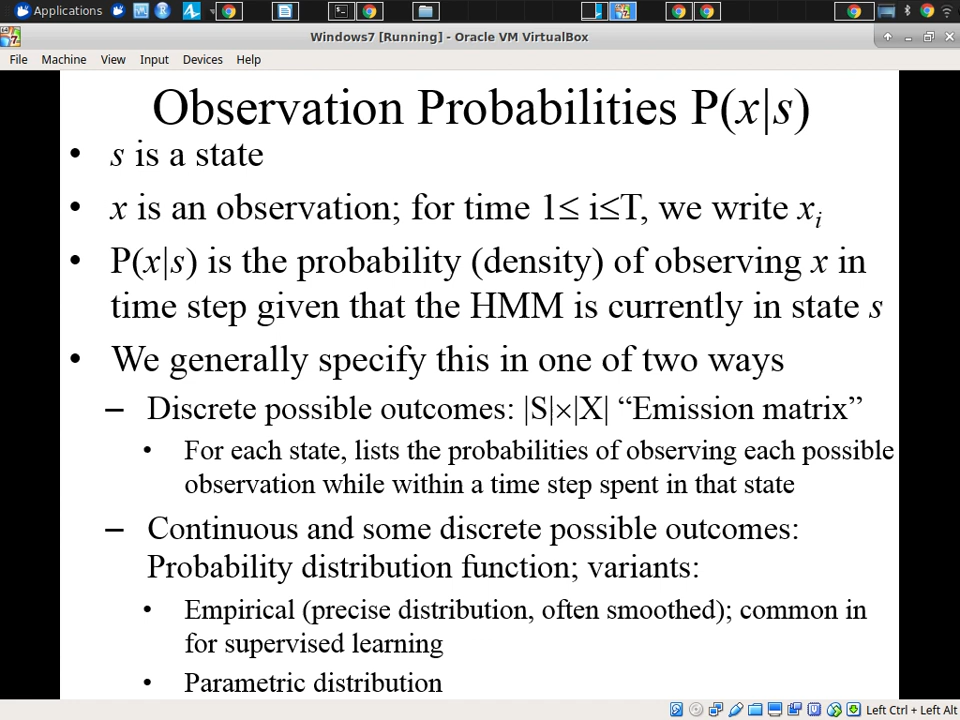 Applications
Windows7 [Running] - Oracle VM VirtualBox
File Machine View Input Devices Help
Observation Probabilities P(x|s)
• s is a state
• x is an observation; for time 1≤ i≤T, we write xi
• P(x|s) is the probability (density) of observing x in
time step given that the HMM is currently in state s
• We generally specify this in one of two ways
– Discrete possible outcomes: |S|×|X| “Emission matrix”
• For each state, lists the probabilities of observing each possible
observation while within a time step spent in that state
– Continuous and some discrete possible outcomes:
Probability distribution function; variants:
• Empirical (precise distribution, often smoothed); common in
for supervised learning
• Parametric distribution
Left Ctrl + Left Alt